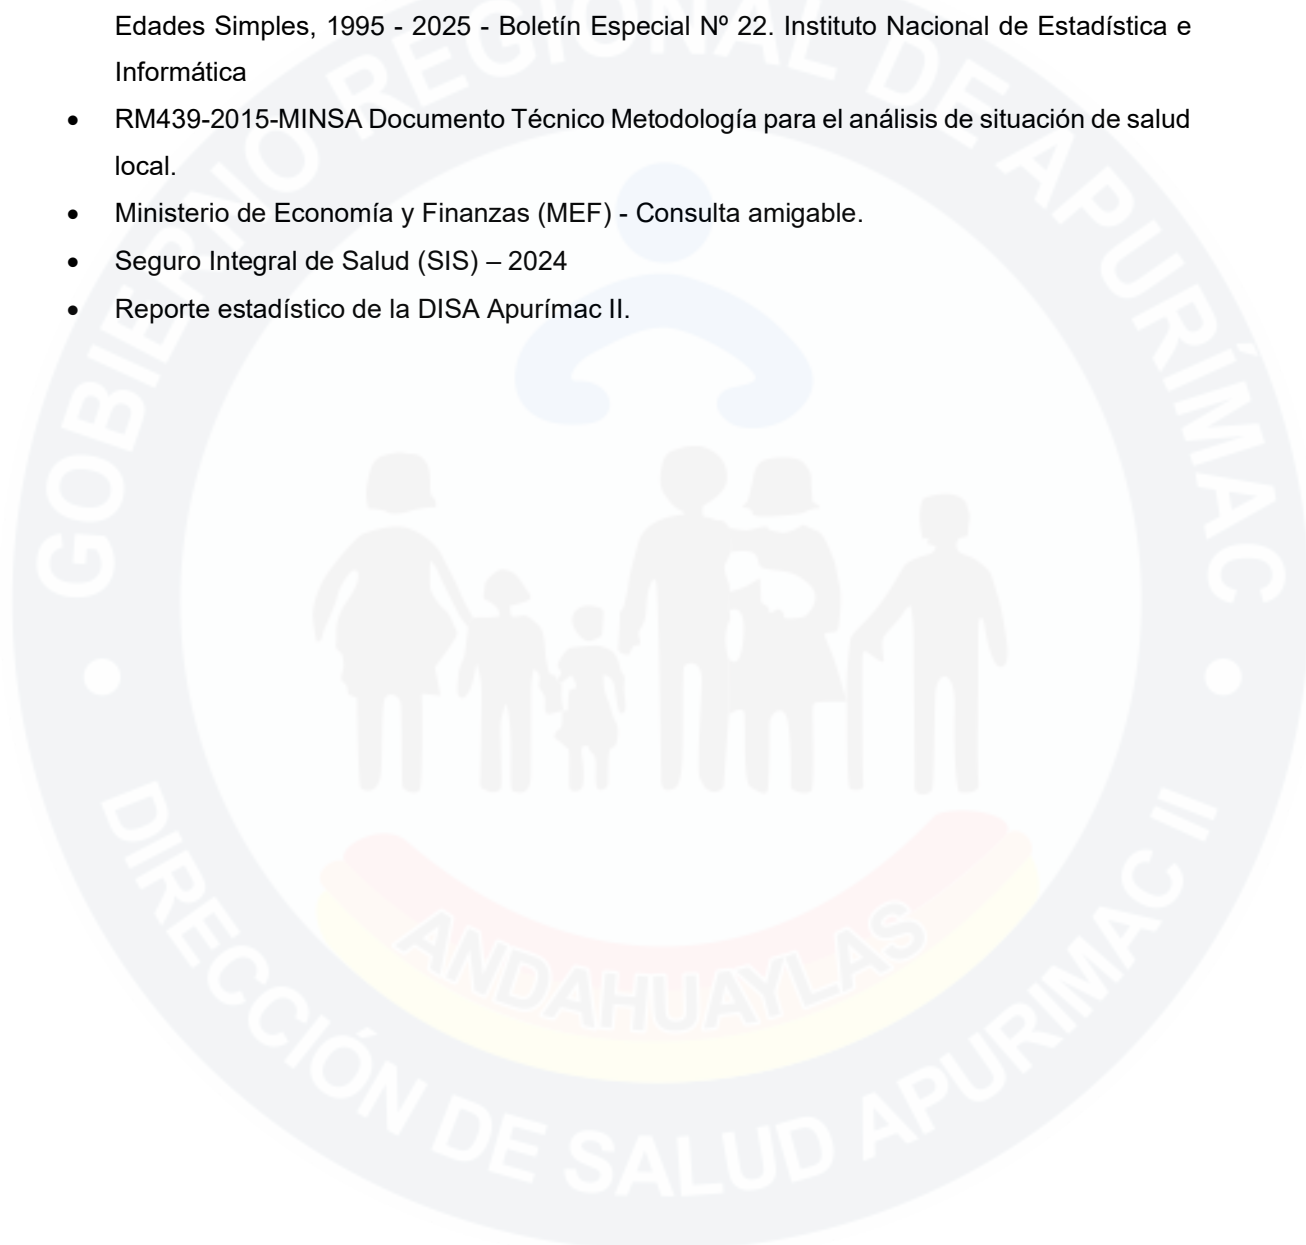 Edades Simples, 1995 - 2025 - Boletín Especial Nº 22. Instituto Nacional de Estadística e
Informática
• RM439-2015-MINSA Documento Técnico Metodología para el análisis de situación de salud
local.
• Ministerio de Economía y Finanzas (MEF) - Consulta amigable.
• Seguro Integral de Salud (SIS) – 2024
• Reporte estadístico de la DISA Apurímac II.
GOBIERNO REGIONAL DE APURÍMAC
ANDAHUAYLAS
DIRECCIÓN DE SALUD APURIMAC II